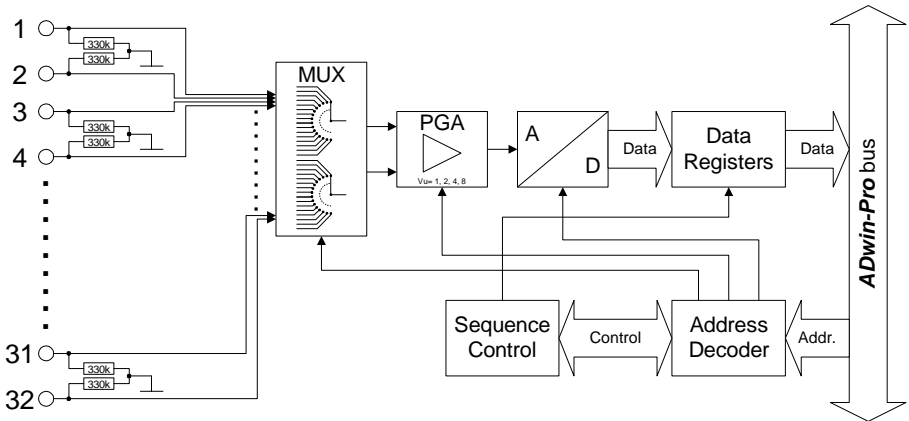 1
330k
330k
2
3
330k
330k
4
31
330k
330k
32
MUX
PGA
Vu= 1, 2, 4, 8
A
D
Data
Data
Registers
Data
ADwin-Pro bus
Sequence
Control
Control
Address
Decoder
Addr.